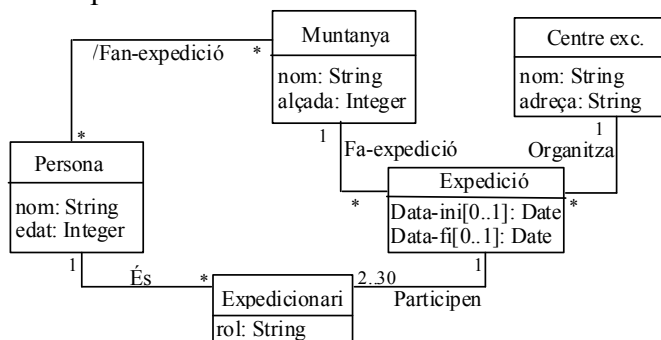 Muntanya
nom: String
alçada: Integer
Centre exc.
nom: String
adreça: String
/Fan-expedició
*
*
1
Fa-expedició
*
1
Organitza
*
Persona
nom: String
edat: Integer
Expedició
Data-ini[0..1]: Date
Data-fi[0..1]: Date
1
És
*
Expedicionari
rol: String
2..30
Participen
1